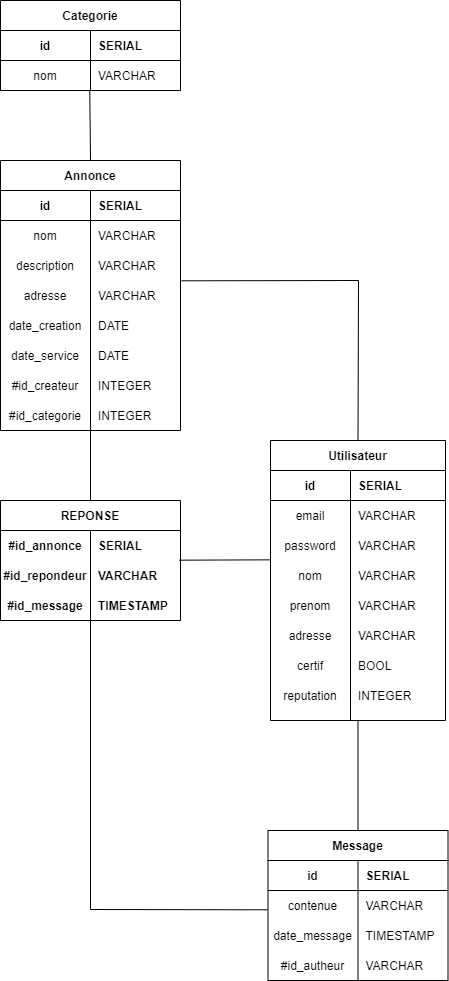 Categorie
id SERIAL
nom VARCHAR
Annonce
id SERIAL
nom VARCHAR
description VARCHAR
adresse VARCHAR
date_creation DATE
date_service DATE
#id_createur INTEGER
#id_categorie INTEGER
REPONSE
#id_annonce SERIAL
#id_repondeur VARCHAR
#id_message TIMESTAMP
Utilisateur
id SERIAL
email VARCHAR
password VARCHAR
nom VARCHAR
prenom VARCHAR
adresse VARCHAR
certif BOOL
reputation INTEGER
Message
id SERIAL
contenue VARCHAR
date_message TIMESTAMP
#id_autheur VARCHAR